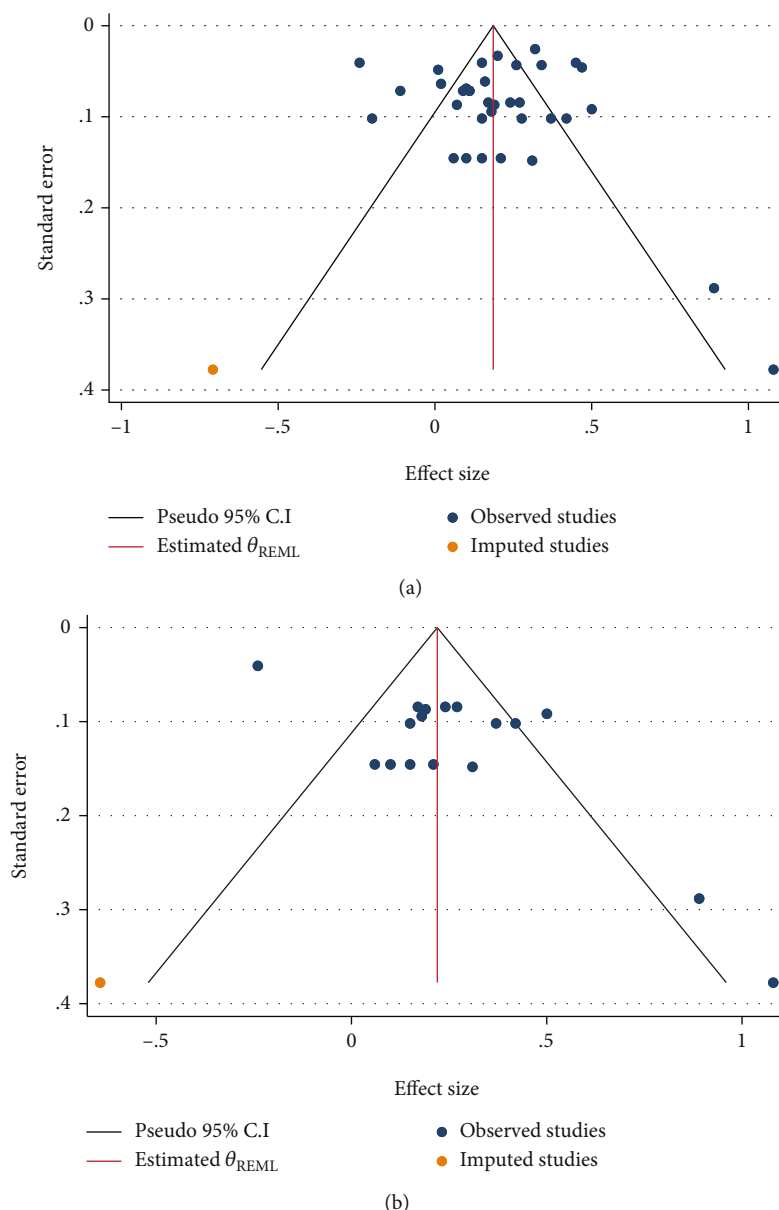 0
.1
.2
.3
.4
Standard error
–1
–.5
0
.5
1
Effect size
Pseudo 95% C.I
Observed studies
Estimated θREML
Imputed studies
(a)
0
.1
.2
.3
.4
Standard error
–.5
0
.5
1
Effect size
Pseudo 95% C.I
Observed studies
Estimated θREML
Imputed studies
(b)